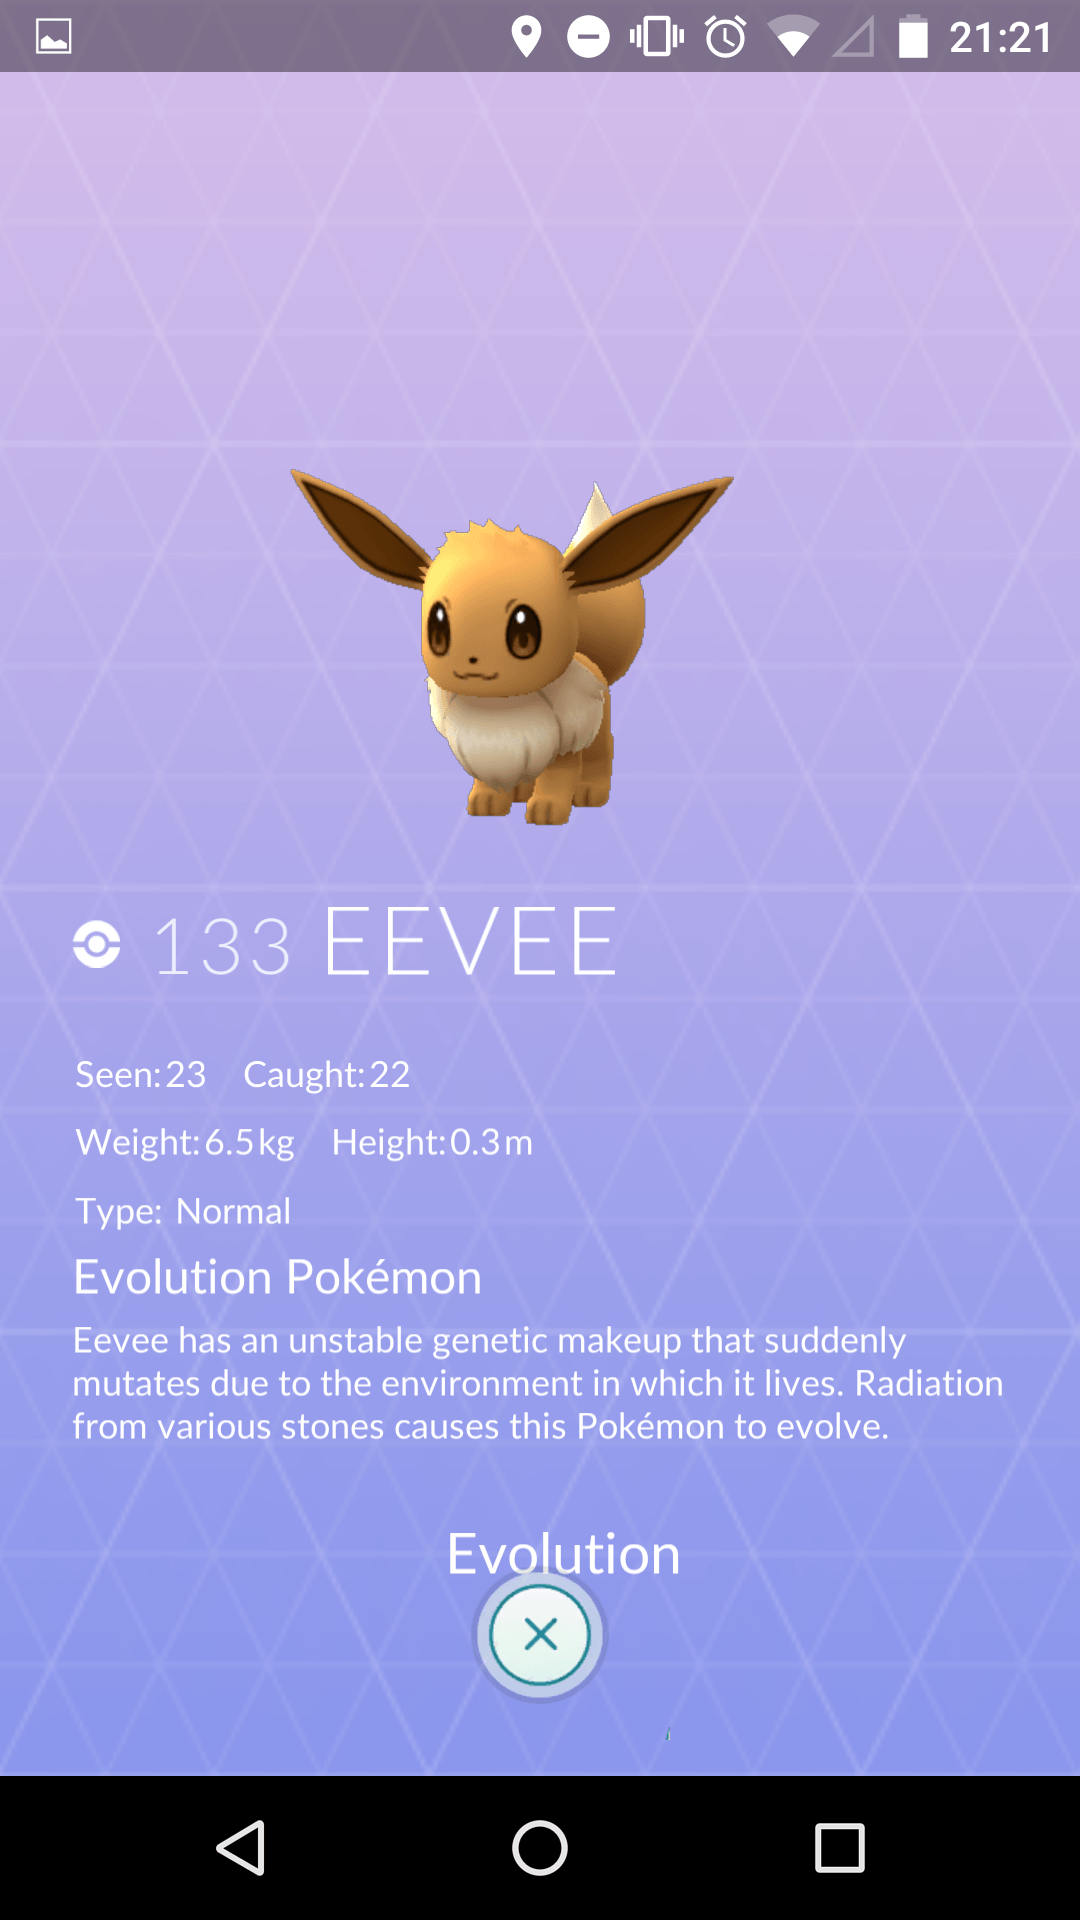 21:21
133 EEVEE
Seen: 23 Caught: 22
Weight: 6.5 kg Height: 0.3 m
Type: Normal
Evolution Pokémon
Eevee has an unstable genetic makeup that suddenly
mutates due to the environment in which it lives. Radiation
from various stones causes this Pokémon to evolve.
Evolution